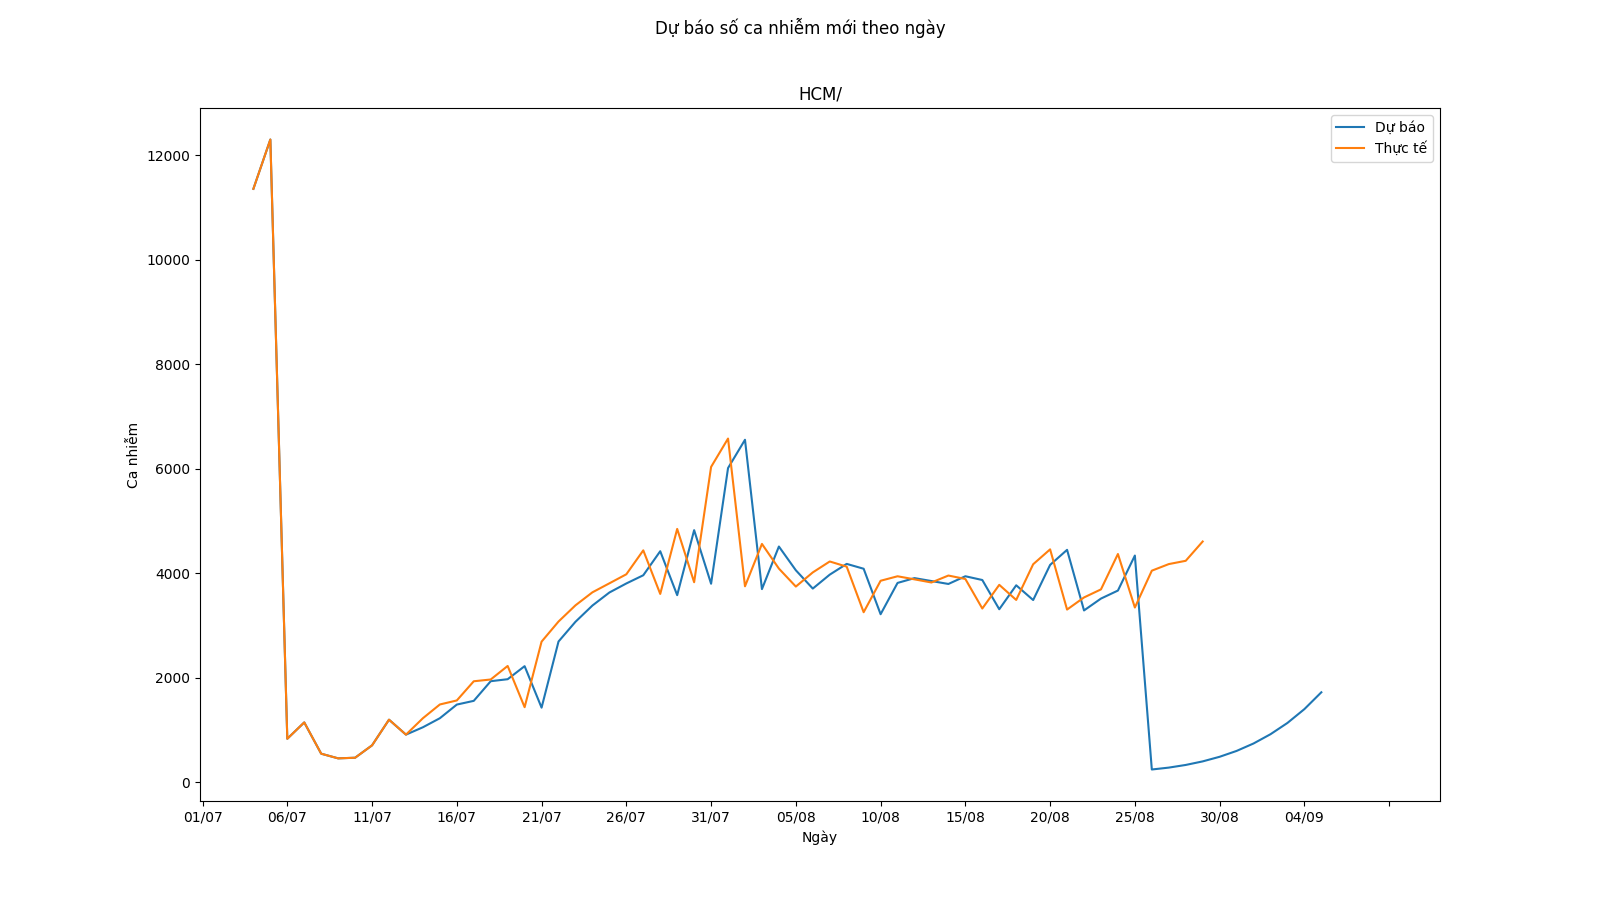 Dự báo số ca nhiễm mới theo ngày
HCM/
Dự báo
Thực tế
12000
10000
8000
6000
4000
2000
0
Ca nhiễm
01/07 06/07 11/07 16/07 21/07 26/07 31/07 05/08 10/08 15/08 20/08 25/08 30/08 04/09
Ngày